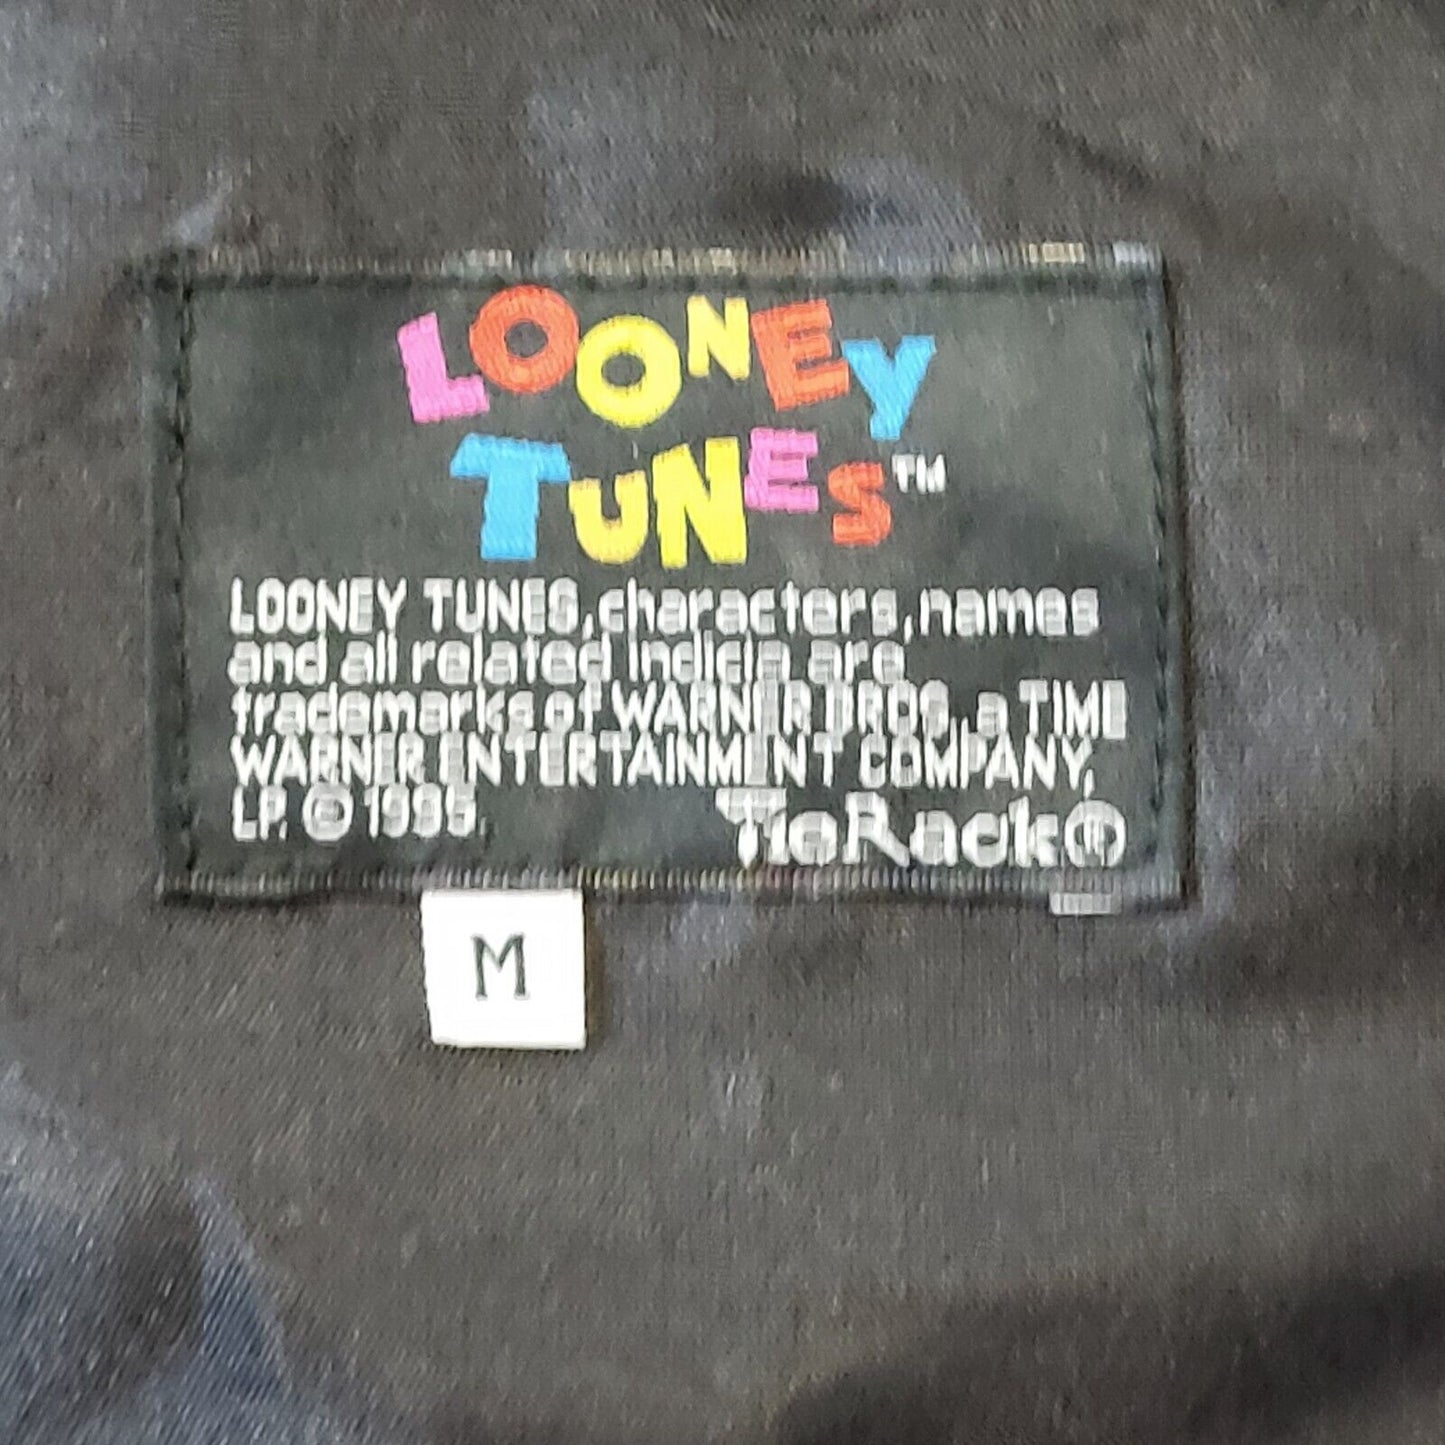 LOONEY
TUNES™
LOONEY TUNES, characters, names
and all related indicia are
trademarks of WARNER BROS., a TIME
WARNER ENTERTAINMENT COMPANY,
LP. ©
TieRack®
M